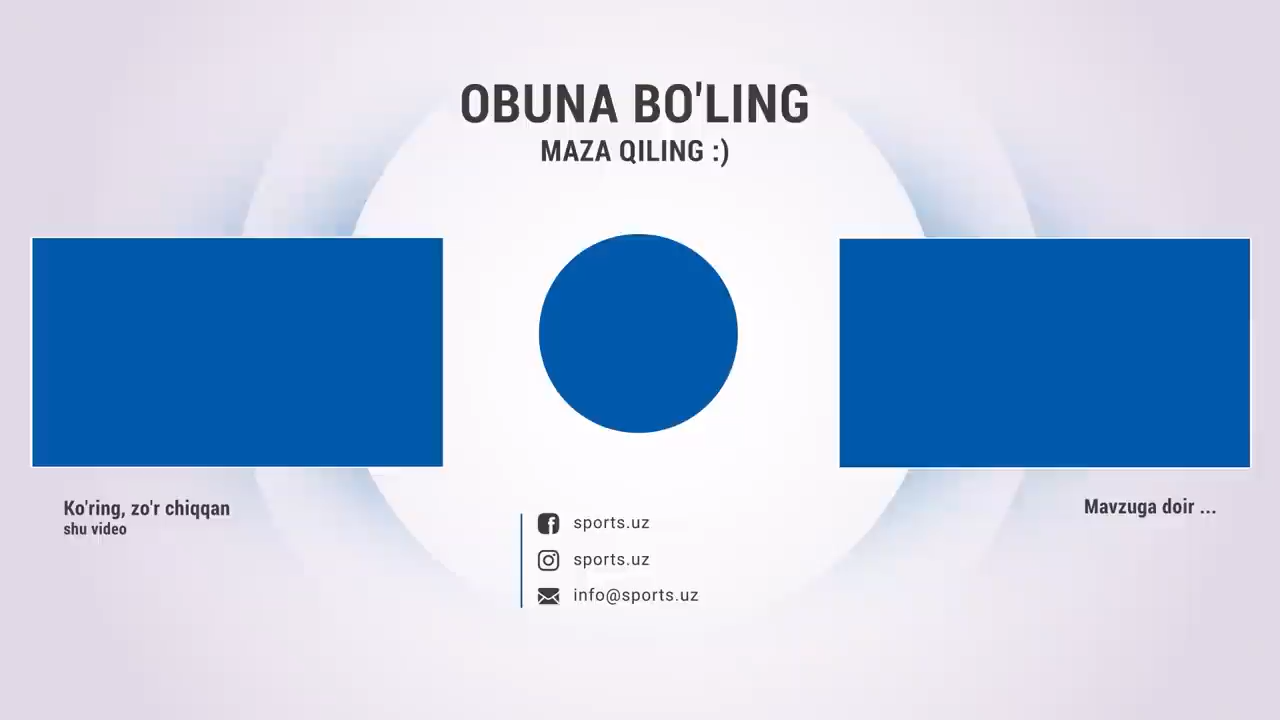 OBUNA BO'LING
MAZA QILING :)
Ko'ring, zo'r chiqqan
shu video
Mavzuga doir ...
sports.uz
sports.uz
info@sports.uz